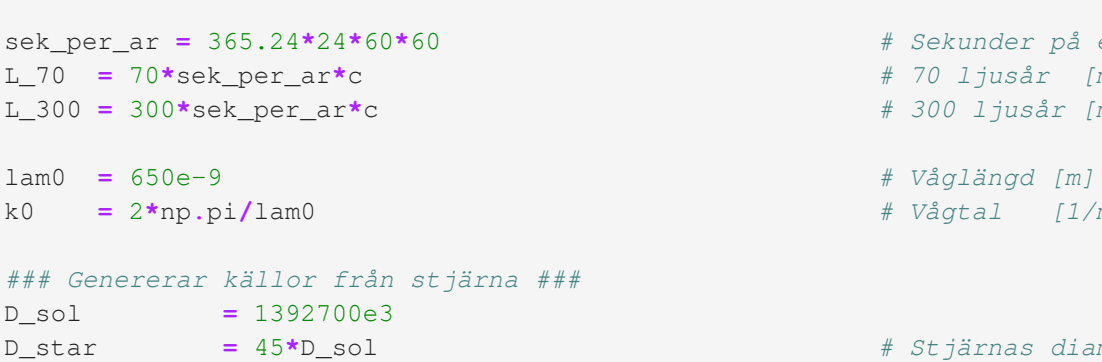 sek_per_ar = 365.24*24*60*60 # Sekunder på
L_70 = 70*sek_per_ar*c # 70 ljusår
L_300 = 300*sek_per_ar*c # 300 ljusår
lam0 = 650e-9 # Våglängd [m]
k0 = 2*np.pi/lam0 # Vågtal
### Genererar källor från stjärna ###
D_sol = 1392700e3
D_star = 45*D_sol # Stjärnas